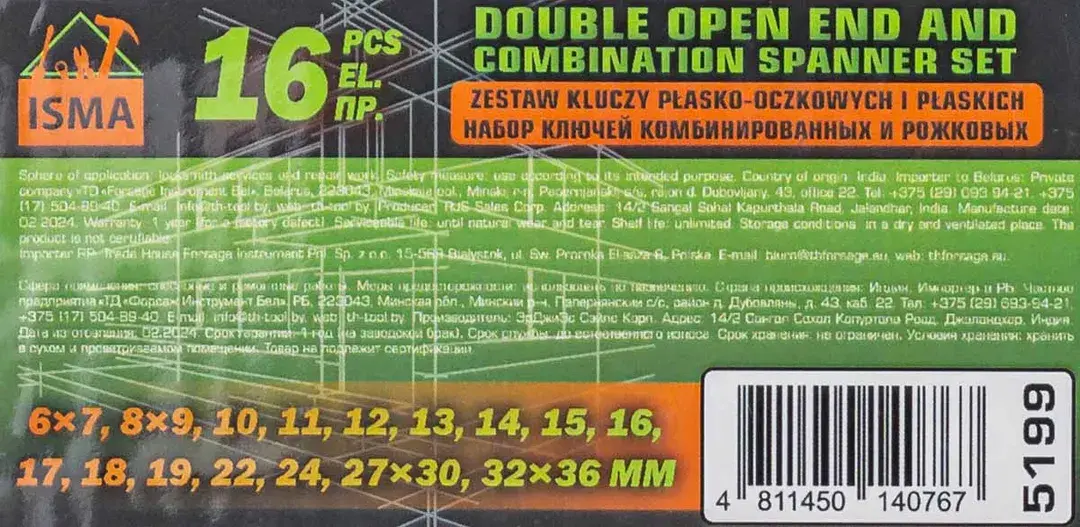 ISMA
16 PCS
EL.
ПР.
DOUBLE OPEN END AND
COMBINATION SPANNER SET
ZESTAW KLUCZY PŁASKO-OCZKOWYCH I PŁASKICH
НАБОР КЛЮЧЕЙ КОМБИНИРОВАННЫХ И РОЖКОВЫХ
Sphere of application: locksmith services and repair work. Safety measure: use according to its intended purpose. Country of origin: India. Importer to Belarus: Private
company «TD «Forsage Instrument Bel», Belarus, 223043, Minskaia obl., Minski r-n, Papernjanski s/s, raion d. Dubovljany, 43, office 22. Tel. +375 (291) 693-94-21, +375
(17) 504-89-40. E-mail: info@th-tool.by, web: th-tool.by. Producer: RJS Sales Corp. Address: 14/2 Sangal Sohal Kapurthala Road, Jalandhar, India. Manufacture date:
02.2024. Warranty: 1 year (for a factory defect). Serviceable life: until natural wear and tear. Shelf life: unlimited. Storage conditions: in a dry and ventilated place. The
product is not certifiable.
Importer RP: Trade House Forsage Instrument Pol. Sp. z o.o. 15-568 Bialystok, ul. Św. Proroka Eliasza 8, Polska. E-mail: biuro@thforsage.eu, web: thforsage.eu.
Сфера применения: слесарные и ремонтные работы. Меры предосторожности: использовать по назначению. Страна происхождения: Индия. Импортер в РБ: Частное
предприятие «ТД «Форсаж Инструмент Бел» РБ, 223043, Минская обл., Минский р-н, Папернянский с/с, район д. Дубовляны, д. 43, каб. 22. Тел.: +375 (291) 693-94-21,
+375 (17) 504-89-40. E-mail: info@th-tool.by, web: th-tool.by. Производитель: ЭрДжиЭс Сэйлс Корп. Адрес: 14/2 Сангал Сохал Капуртала Роад, Джаландхар, Индия.
Дата изготовления: 02.2024. Срок гарантии: 1 год (на заводской брак). Срок службы: до естественного износа. Срок хранения: не ограничен. Условия хранения: хранить
в сухом и проветриваемом помещении. Товар не подлежит сертификации.
6×7, 8×9, 10, 11, 12, 13, 14, 15, 16,
17, 18, 19, 22, 24, 27×30, 32×36 MM
4 811450 140767
5199